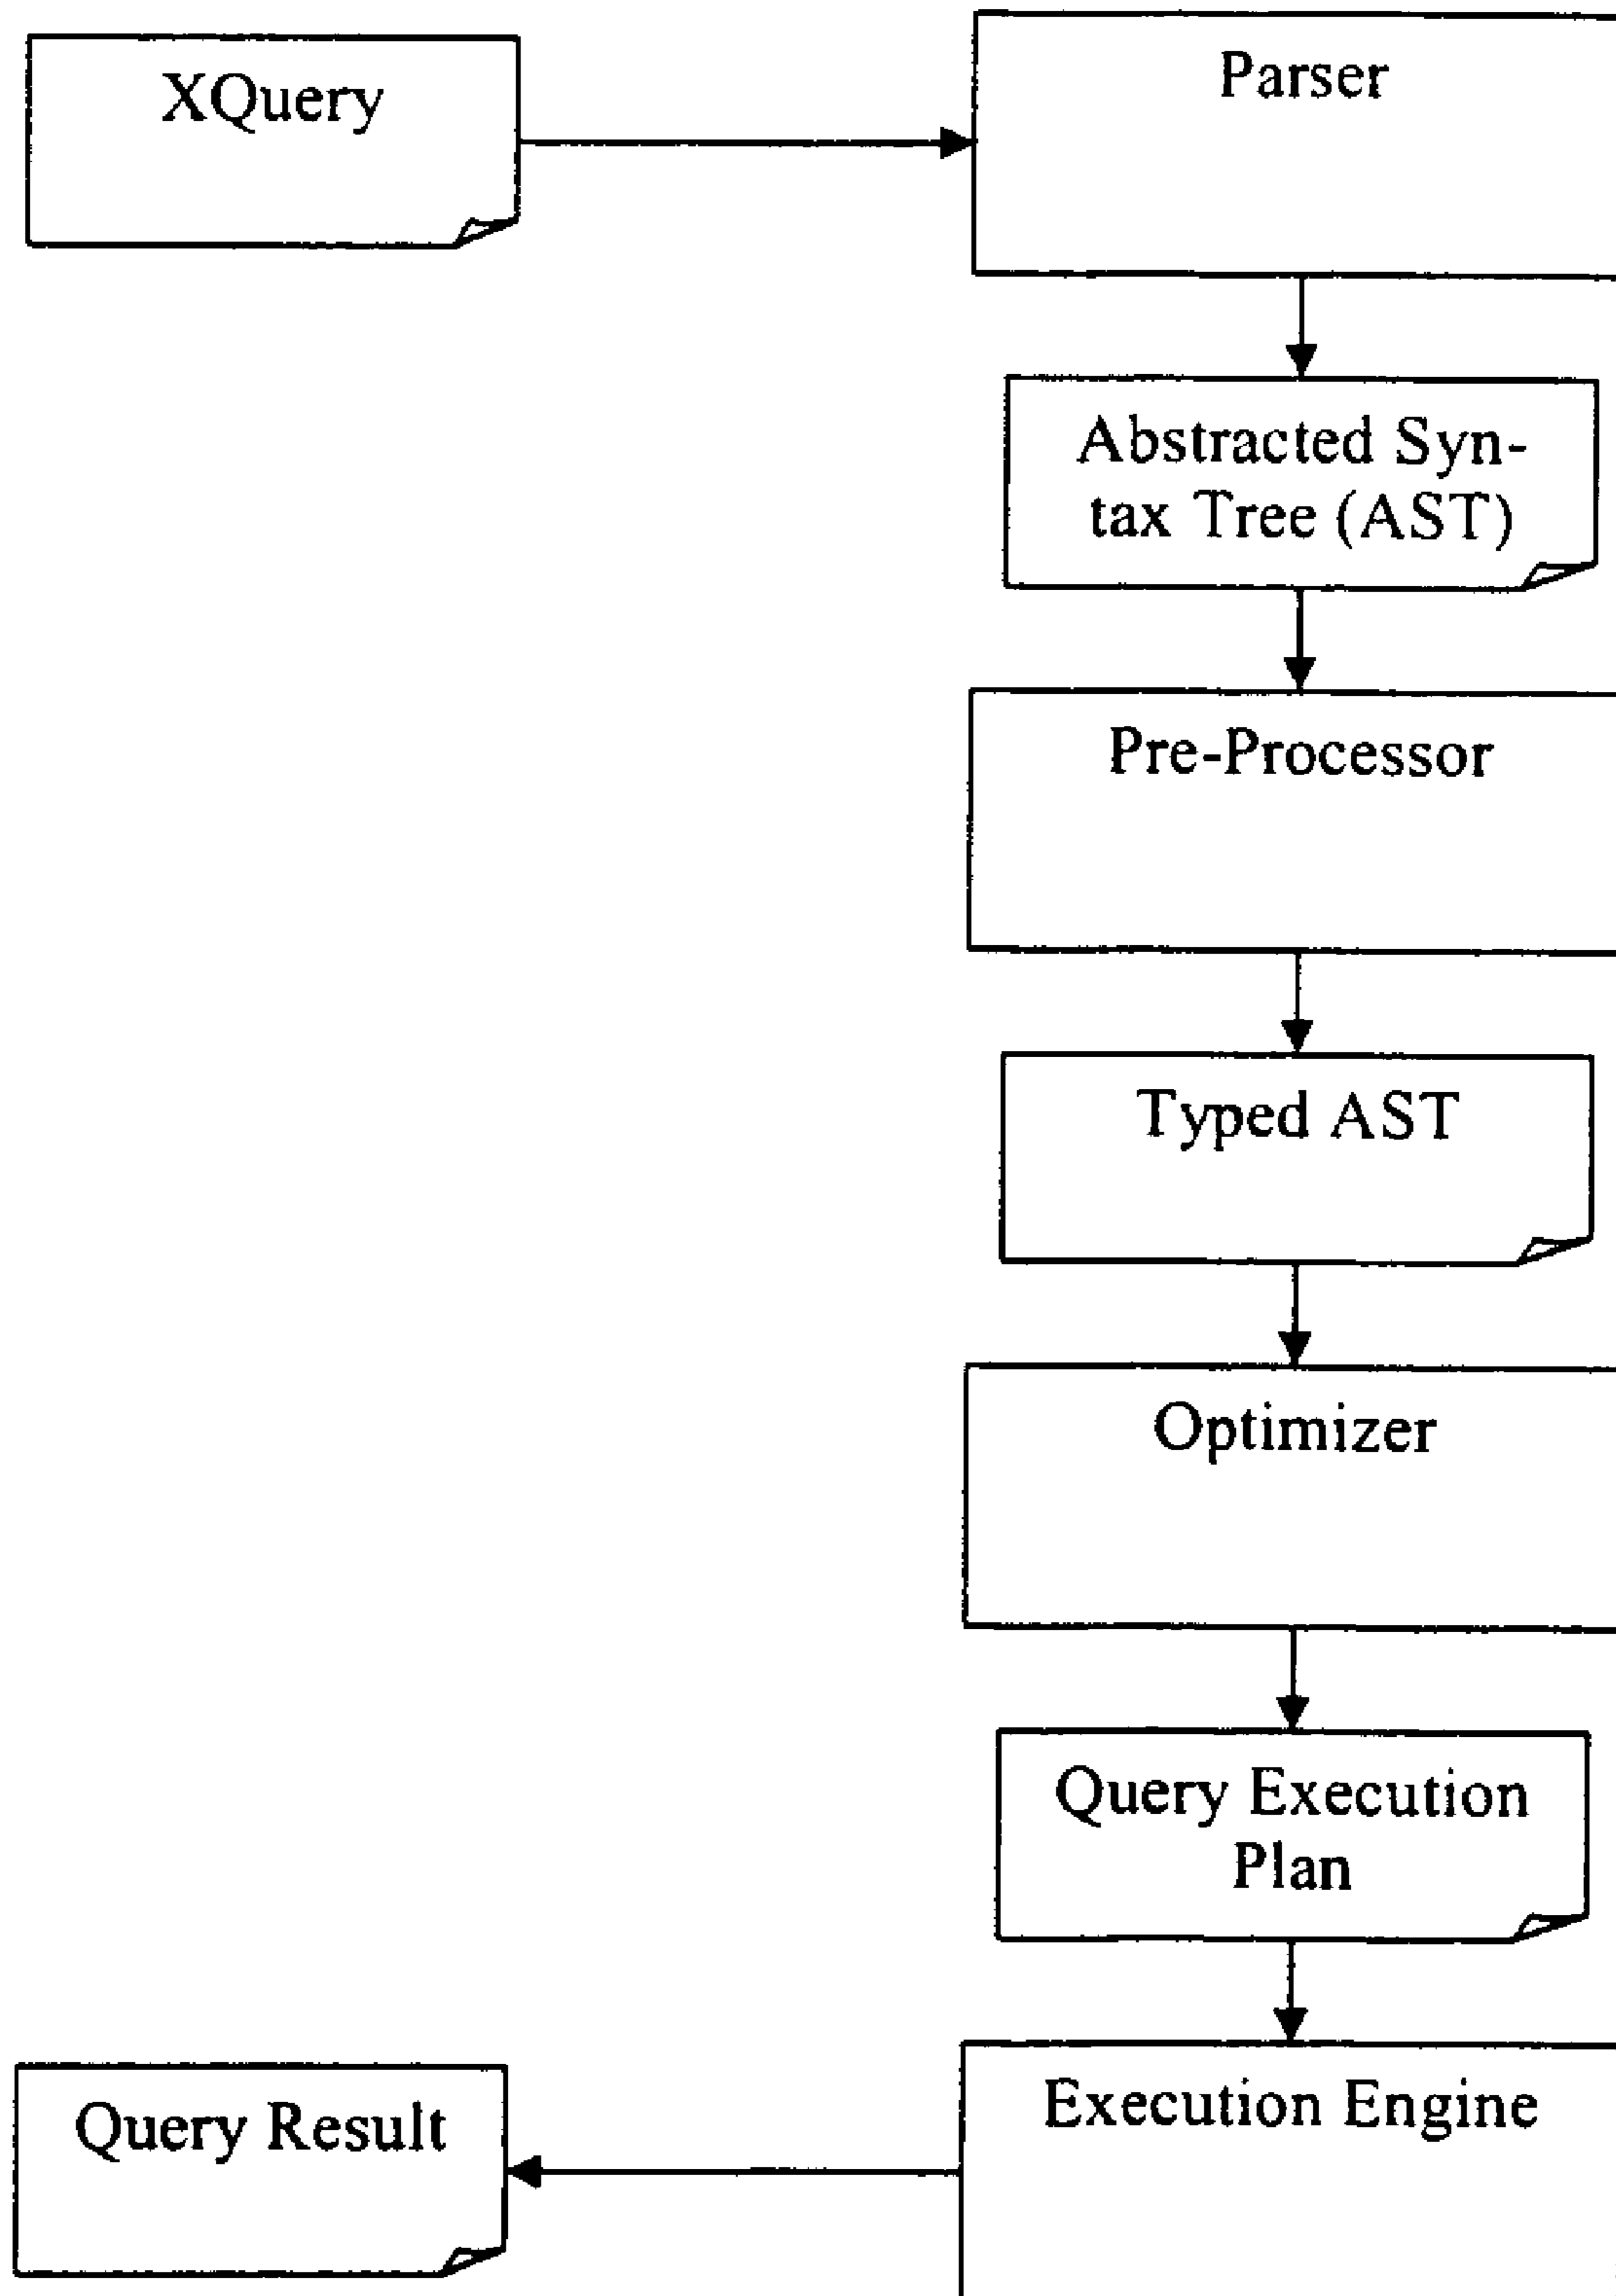 XQuery
Parser
Abstracted Syn-
tax Tree (AST)
Pre-Processor
Typed AST
Optimizer
Query Execution
Plan
Execution Engine
Query Result